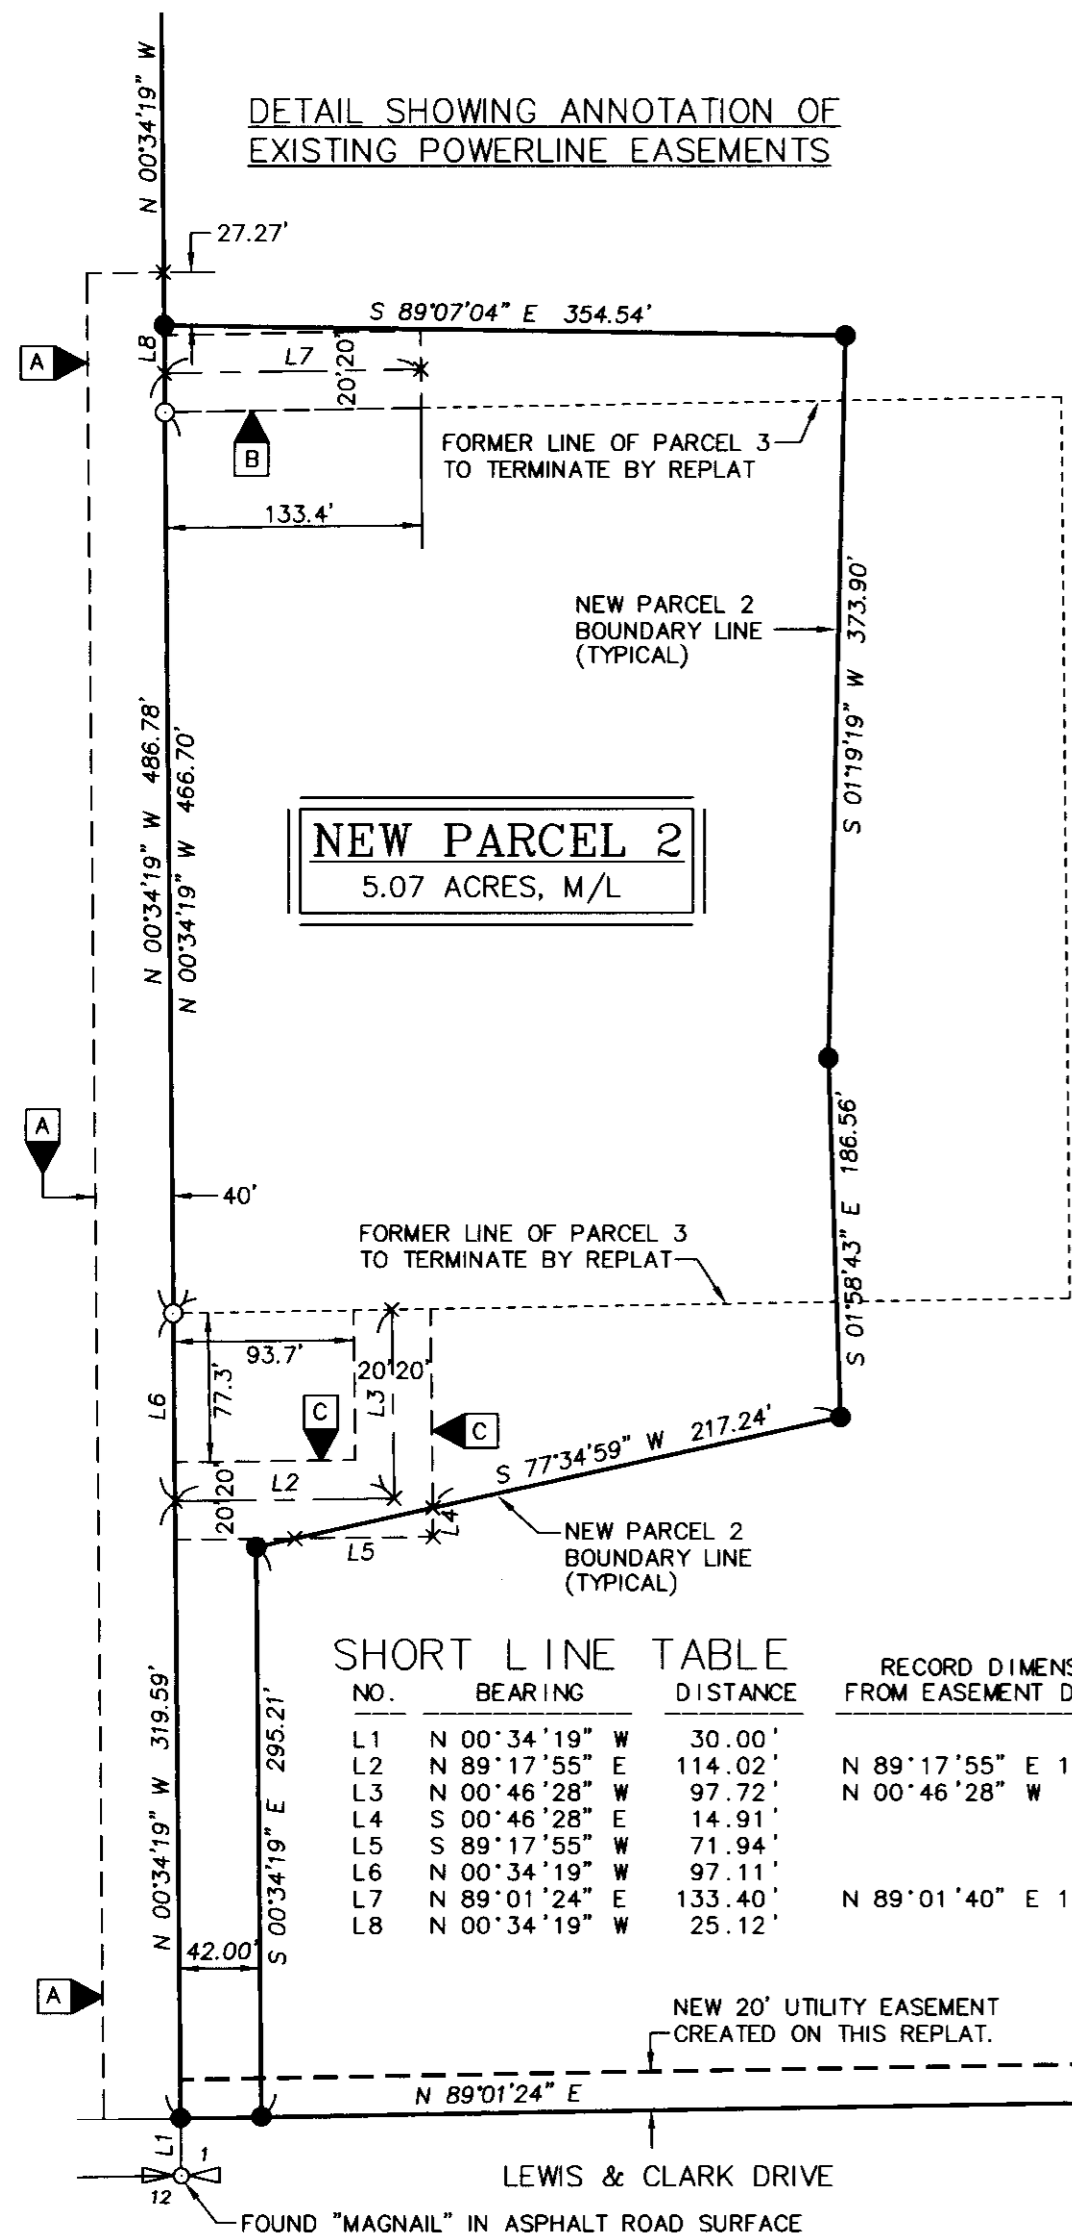 N 00°34'19" W
DETAIL SHOWING ANNOTATION OF
EXISTING POWERLINE EASEMENTS
27.27'
S 89°07'04" E 354.54'
A
L8
L7
20' 20'
B
FORMER LINE OF PARCEL 3
TO TERMINATE BY REPLAT
133.4'
NEW PARCEL 2
BOUNDARY LINE
(TYPICAL)
S 01°19'19" W 373.90'
N 00°34'19" W 486.78'
N 00°34'19" W 466.70'
NEW PARCEL 2
5.07 ACRES, M/L
A
40'
S 01°58'43" E 186.56'
FORMER LINE OF PARCEL 3
TO TERMINATE BY REPLAT
93.7'
77.3'
20' 20'
L6
L3
C
C
S 77°34'59" W 217.24'
L2
20' 20'
L4
L5
NEW PARCEL 2
BOUNDARY LINE
(TYPICAL)
N 00°34'19" W 319.59'
S 00°34'19" E 295.21'
SHORT LINE TABLE
RECORD DIMENS
NO. BEARING DISTANCE FROM EASEMENT D
L1 N 00°34'19" W 30.00'
L2 N 89°17'55" E 114.02' N 89°17'55" E 1
L3 N 00°46'28" W 97.72' N 00°46'28" W
L4 S 00°46'28" E 14.91'
L5 S 89°17'55" W 71.94'
L6 N 00°34'19" W 97.11'
L7 N 89°01'24" E 133.40' N 89°01'40" E 1
L8 N 00°34'19" W 25.12'
42.00'
A
NEW 20' UTILITY EASEMENT
CREATED ON THIS REPLAT.
N 89°01'24" E
L1
1
12
LEWIS & CLARK DRIVE
FOUND "MAGNAIL" IN ASPHALT ROAD SURFACE